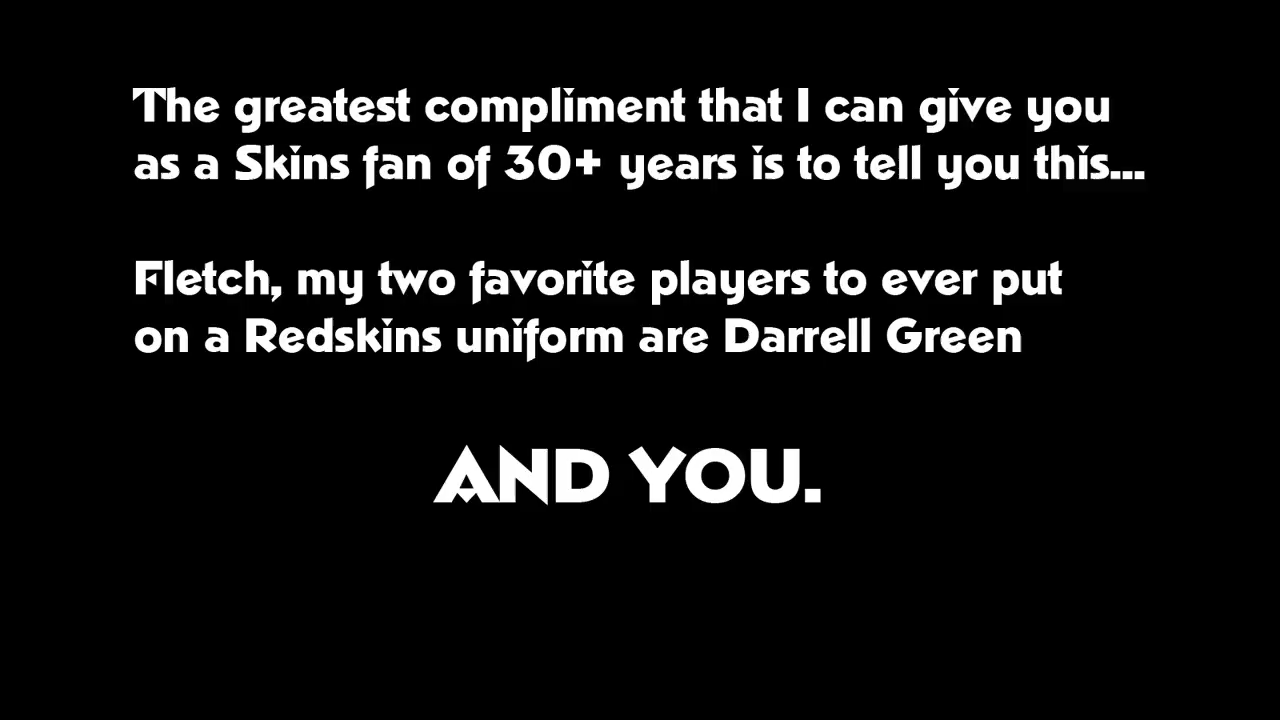 The greatest compliment that I can give you
as a Skins fan of 30+ years is to tell you this...
Fletch, my two favorite players to ever put
on a Redskins uniform are Darrell Green
AND YOU.